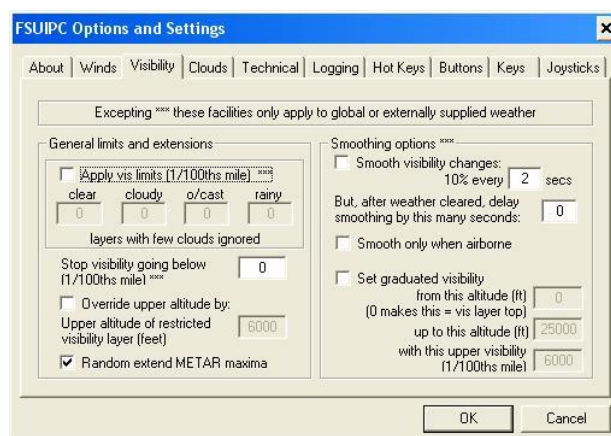 FSUIPC Options and Settings
About Winds Visibility Clouds Technical Logging Hot Keys Buttons Keys Joysticks
Excepting *** these facilities only apply to global or externally supplied weather
General limits and extensions
Apply vis limits (1/100ths mile) ***
clear cloudy o/cast rainy
0 0 0 0
layers with few clouds ignored
Stop visibility going below
(1/100ths mile) ***
0
Override upper altitude by:
Upper altitude of restricted
visibility layer (feet)
6000
Random extend METAR maxima
Smoothing options ***
Smooth visibility changes:
10% every 2 secs
But, after weather cleared, delay
smoothing by this many seconds:
0
Smooth only when airborne
Set graduated visibility
from this altitude (ft) 0
(0 makes this = vis layer top)
up to this altitude (ft) 25000
with this upper visibility
(1/100ths mile)
6000
OK Cancel